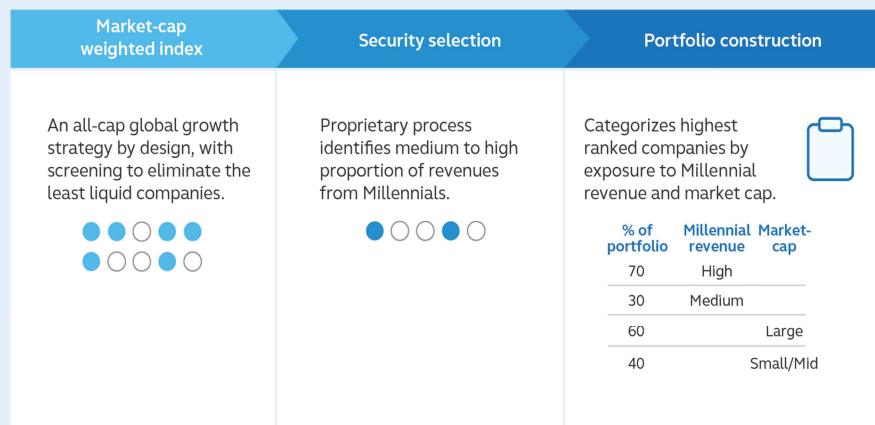 Market-cap
weighted index
Security selection
Portfolio construction
An all-cap global growth
strategy by design, with
screening to eliminate the
least liquid companies.
Proprietary process
identifies medium to high
proportion of revenues
from Millennials.
Categorizes highest
ranked companies by
exposure to Millennial
revenue and market cap.
% of Millennial Market-
portfolio revenue cap
70 High
30 Medium
60 Large
40 Small/Mid